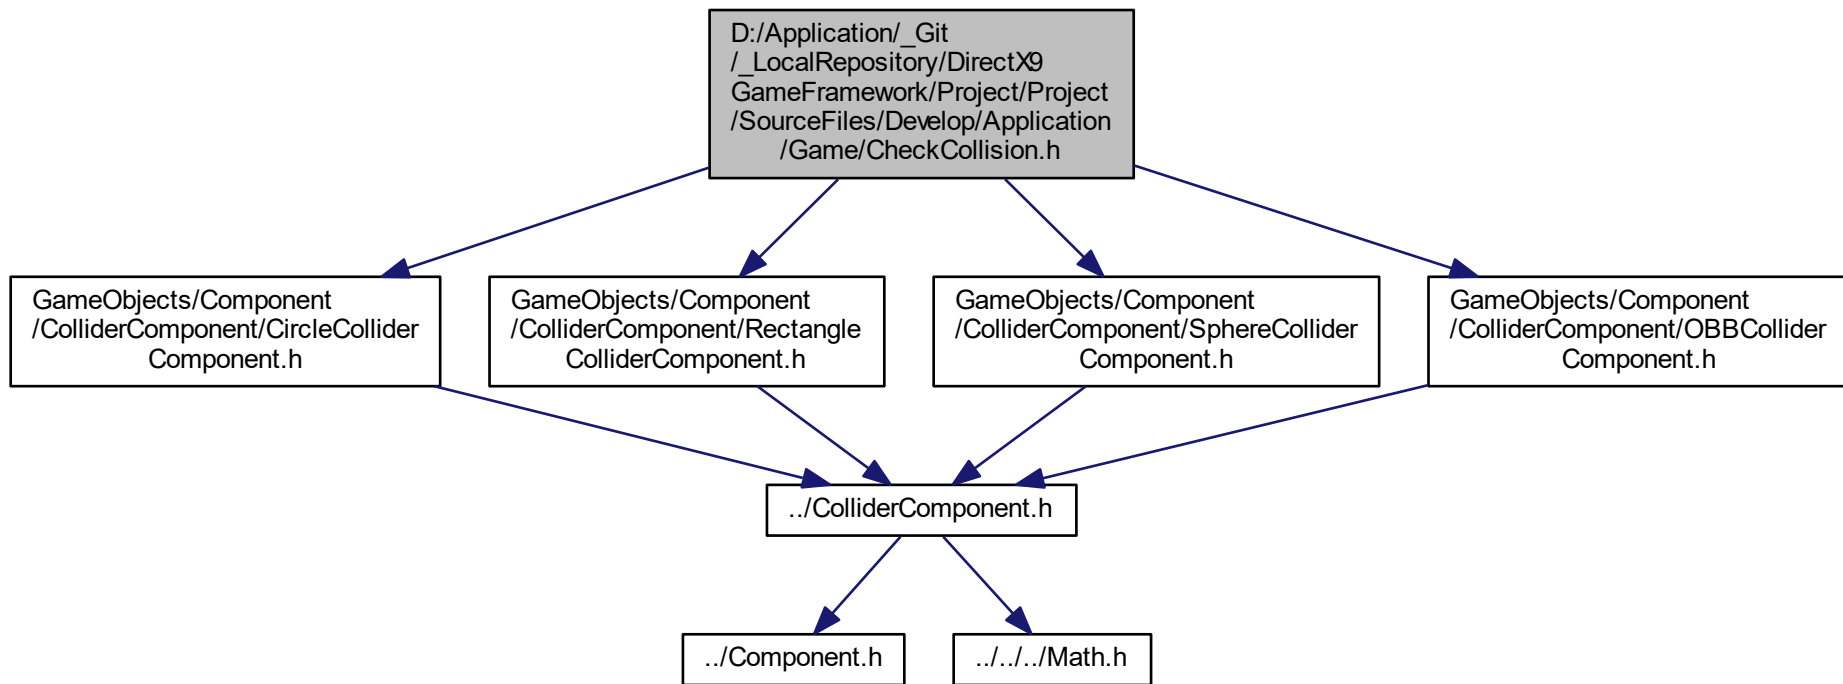 D:/Application/_Git
/_LocalRepository/DirectX9
GameFramework/Project/Project
/SourceFiles/Develop/Application
/Game/CheckCollision.h
GameObjects/Component
/ColliderComponent/CircleCollider
Component.h
GameObjects/Component
/ColliderComponent/Rectangle
ColliderComponent.h
GameObjects/Component
/ColliderComponent/SphereCollider
Component.h
GameObjects/Component
/ColliderComponent/OBBCollider
Component.h
../ColliderComponent.h
../Component.h
../../../Math.h